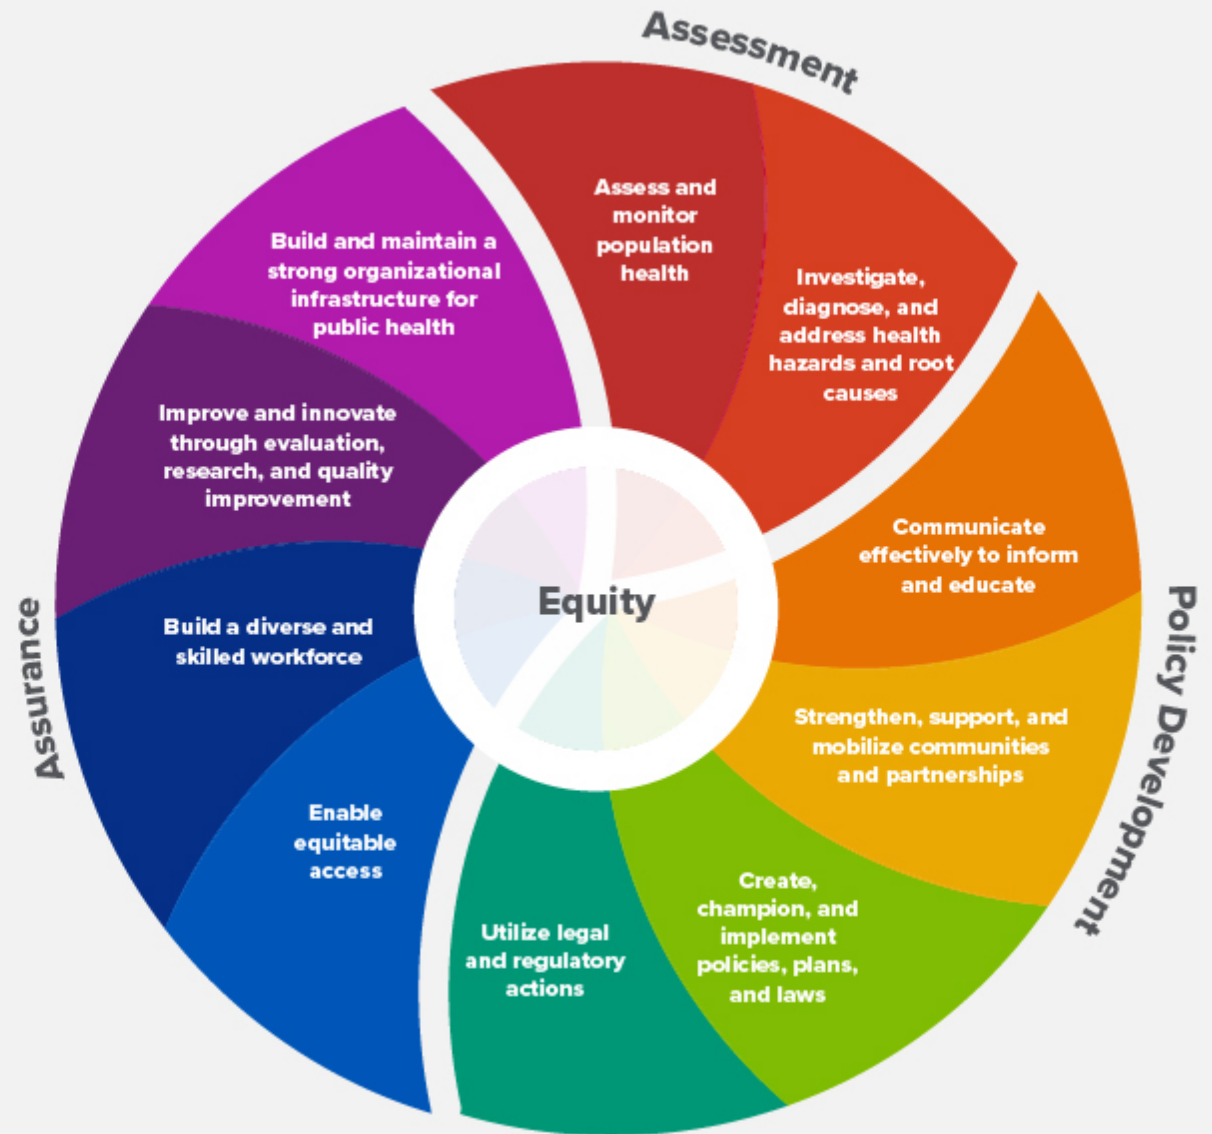 Assessment
Assess and
monitor
population
health
Investigate,
diagnose, and
address health
hazards and root
causes
Communicate
effectively to inform
and educate
Strengthen, support, and
mobilize communities
and partnerships
Policy Development
Create,
champion, and
implement
policies, plans,
and laws
Utilize legal
and regulatory
actions
Enable
equitable
access
Build a diverse and
skilled workforce
Assurance
Improve and innovate
through evaluation,
research, and quality
improvement
Build and maintain a
strong organizational
infrastructure for
public health
Equity